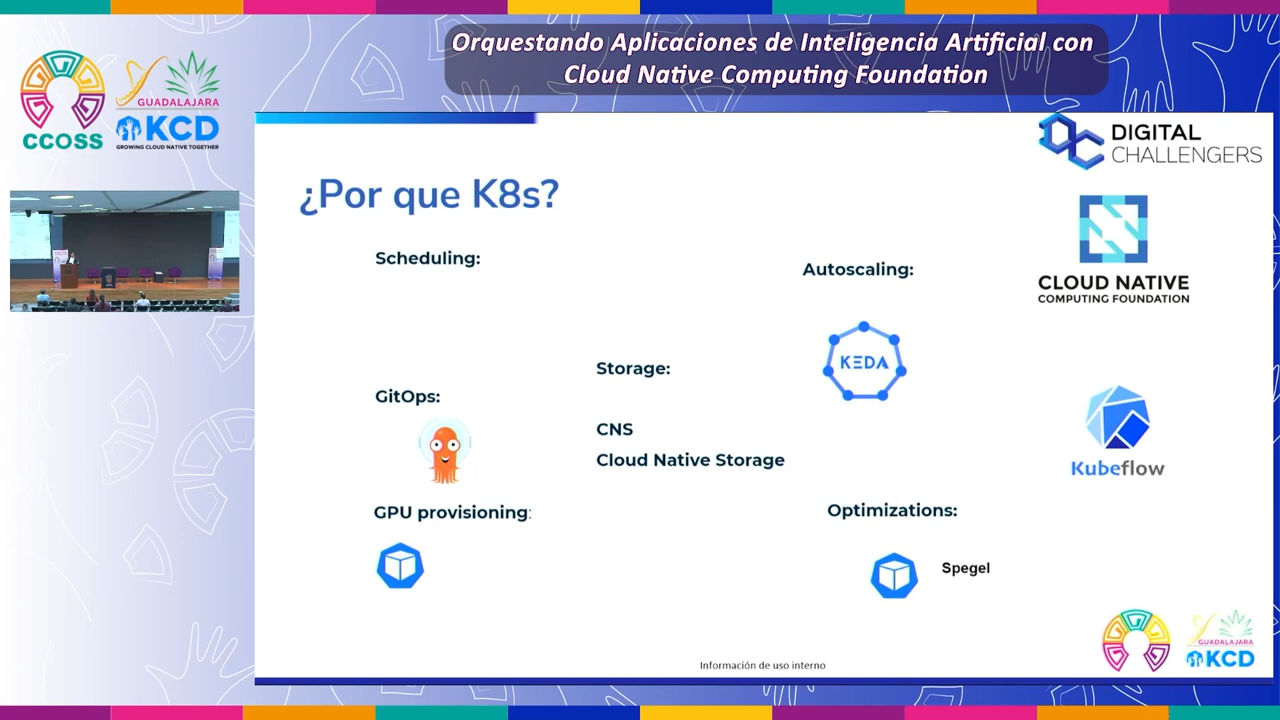 Orquestando Aplicaciones de Inteligencia Artificial con
Cloud Native Computing Foundation
CCOSS
GUADALAJARA
KCD
GROWING CLOUD NATIVE TOGETHER
DIGITAL
CHALLENGERS
¿Por que K8s?
CLOUD NATIVE
COMPUTING FOUNDATION
Scheduling:
Autoscaling:
KEDA
Storage:
GitOps:
CNS
Cloud Native Storage
Kubeflow
GPU provisioning:
Optimizations:
Spegel
Información de uso interno
GUADALAJARA
KCD